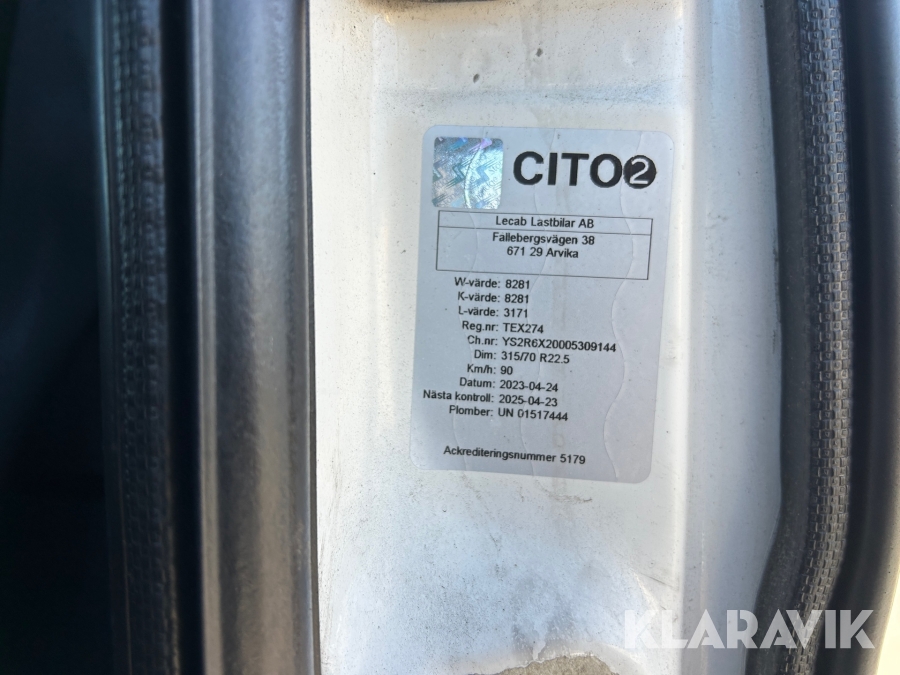 CITO2
Lecab Lastbilar AB
Fallebergsvägen 38
671 29 Arvika
W-värde: 8281
K-värde: 8281
L-värde: 3171
Reg.nr: TEX274
Ch.nr: YS2R6X20005309144
Dim: 315/70 R22.5
Km/h: 90
Datum: 2023-04-24
Nästa kontroll: 2025-04-23
Plomber: UN 01517444
Ackrediteringsnummer 5179
KLARAVIK